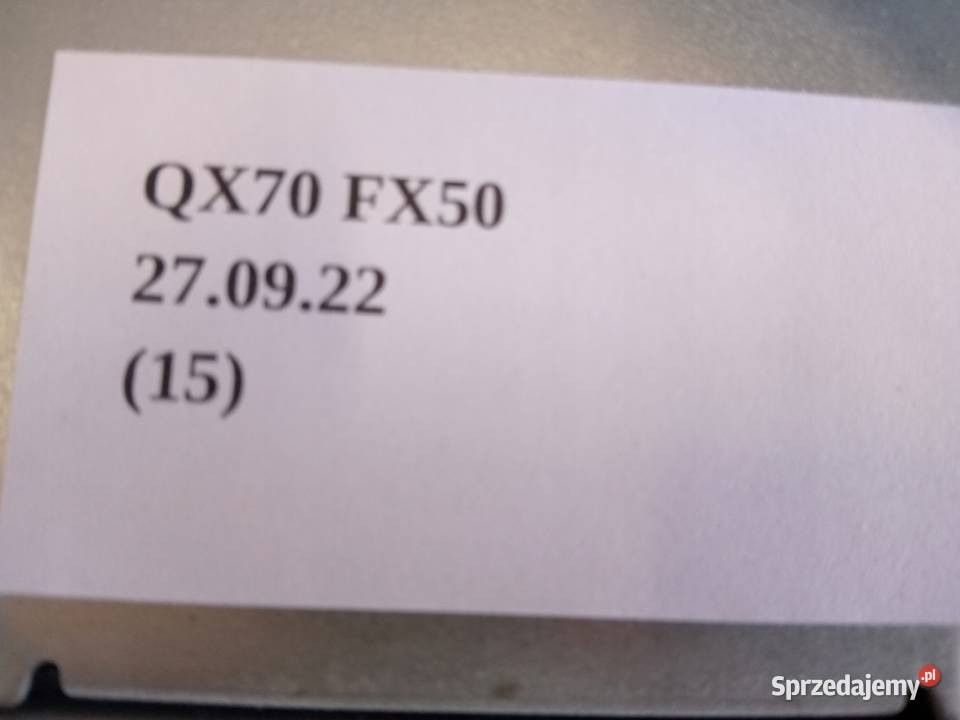 QX70 FX50
27.09.22
(15)
Sprzedajemy.pl